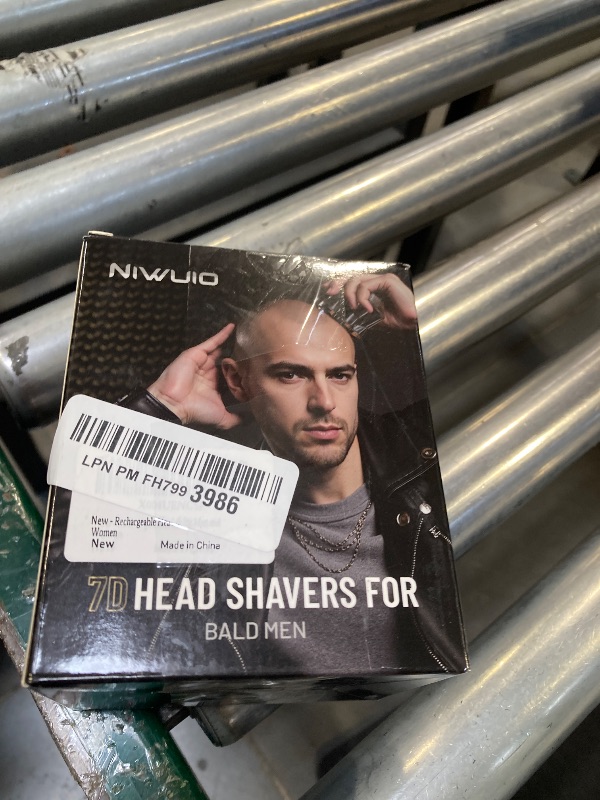 NIWUIO
LPN PM FH799 3986
New - Rechargeable
Women
New Made in China
7D HEAD SHAVERS FOR
BALD MEN